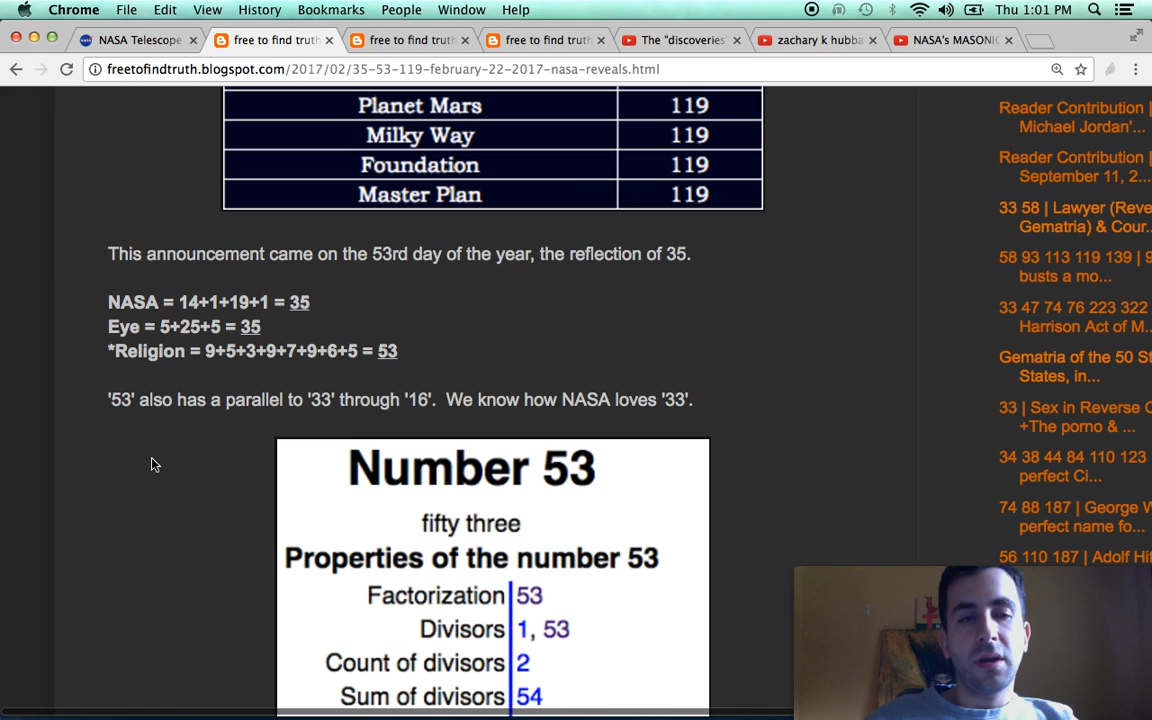 Chrome File Edit View History Bookmarks People Window Help Thu 1:01 PM
NASA Telescope × free to find truth × free to find truth × free to find truth × The "discoveries' × zachary k hubba × NASA's MASONIC ×
freetofindtruth.blogspot.com/2017/02/35-53-119-february-22-2017-nasa-reveals.html
Planet Mars 119
Milky Way 119
Foundation 119
Master Plan 119
This announcement came on the 53rd day of the year, the reflection of 35.
NASA = 14+1+19+1 = 35
Eye = 5+25+5 = 35
*Religion = 9+5+3+9+7+9+6+5 = 53
'53' also has a parallel to '33' through '16'. We know how NASA loves '33'.
Number 53
fifty three
Properties of the number 53
Factorization 53
Divisors 1, 53
Count of divisors 2
Sum of divisors 54
Reader Contribution |
Michael Jordan'...
Reader Contribution |
September 11, 2...
33 58 | Lawyer (Reve
Gematria) & Cour...
58 93 113 119 139 | 9
busts a mo...
33 47 74 76 223 322
Harrison Act of M...
Gematria of the 50 St
States, in...
33 | Sex in Reverse O
+The porno & ...
34 38 44 84 110 123
perfect Ci...
74 88 187 | George W
perfect name fo...
56 110 187 | Adolf Hit